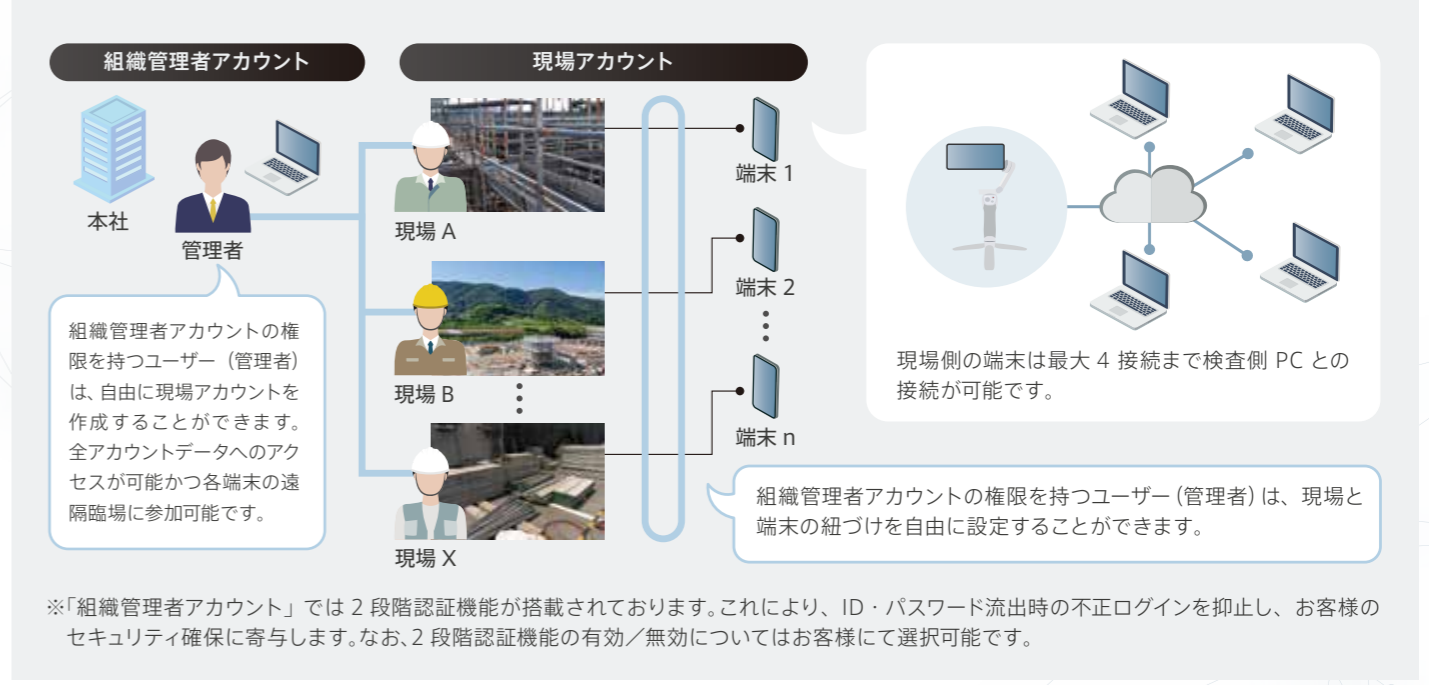 組織管理者アカウント
現場アカウント
本社
管理者
組織管理者アカウントの権
限を持つユーザー（管理者）
は、自由に現場アカウントを
作成することができます。
全アカウントデータへのアク
セスが可能かつ各端末の遠
隔臨場に参加可能です。
現場 A
現場 B
現場 X
端末 1
端末 2
端末 n
現場側の端末は最大 4 接続まで検査側 PC との
接続が可能です。
組織管理者アカウントの権限を持つユーザー（管理者）は、現場と
端末の紐づけを自由に設定することができます。
※「組織管理者アカウント」では 2 段階認証機能が搭載されております。これにより、ID・パスワード流出時の不正ログインを抑止し、お客様の
セキュリティ確保に寄与します。なお、2 段階認証機能の有効／無効についてはお客様にて選択可能です。